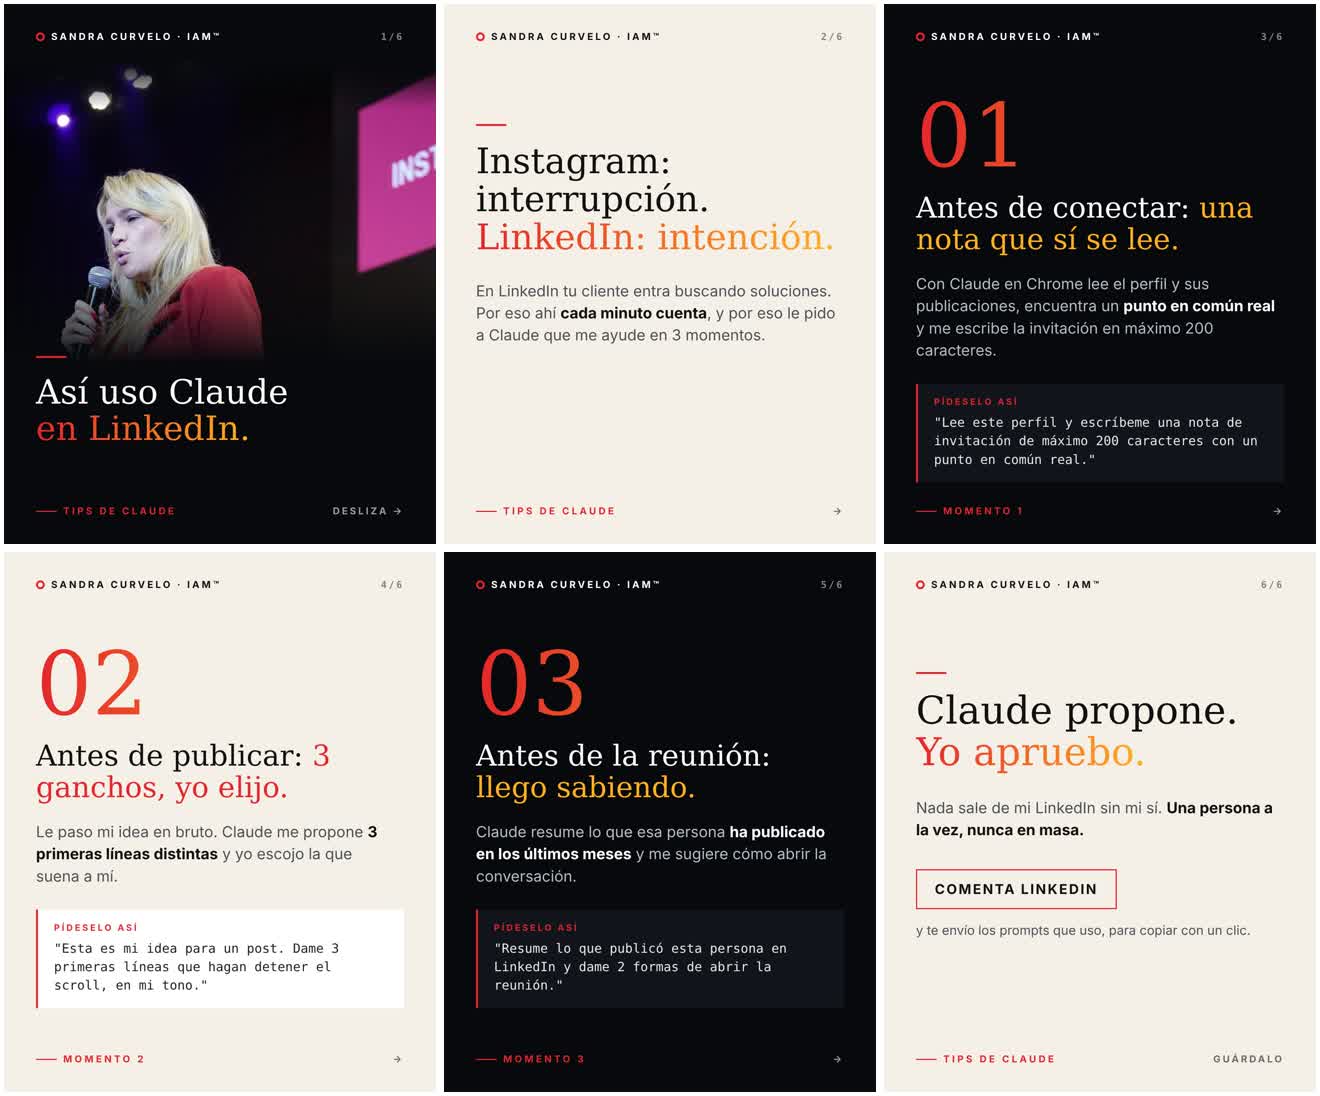 SANDRA CURVELO · IAM™
1/6
INST
Así uso Claude
en LinkedIn.
TIPS DE CLAUDE
DESLIZA →
SANDRA CURVELO · IAM™
2/6
Instagram:
interrupción.
LinkedIn: intención.
En LinkedIn tu cliente entra buscando soluciones.
Por eso ahí cada minuto cuenta, y por eso le pido
a Claude que me ayude en 3 momentos.
TIPS DE CLAUDE
→
SANDRA CURVELO · IAM™
3/6
01
Antes de conectar: una
nota que sí se lee.
Con Claude en Chrome lee el perfil y sus
publicaciones, encuentra un punto en común real
y me escribe la invitación en máximo 200
caracteres.
PÍDESELO ASÍ
"Lee este perfil y escríbeme una nota de
invitación de máximo 200 caracteres con un
punto en común real."
MOMENTO 1
→
SANDRA CURVELO · IAM™
4/6
02
Antes de publicar: 3
ganchos, yo elijo.
Le paso mi idea en bruto. Claude me propone 3
primeras líneas distintas y yo escojo la que
suena a mí.
PÍDESELO ASÍ
"Esta es mi idea para un post. Dame 3
primeras líneas que hagan detener el
scroll, en mi tono."
MOMENTO 2
→
SANDRA CURVELO · IAM™
5/6
03
Antes de la reunión:
llego sabiendo.
Claude resume lo que esa persona ha publicado
en los últimos meses y me sugiere cómo abrir la
conversación.
PÍDESELO ASÍ
"Resume lo que publicó esta persona en
LinkedIn y dame 2 formas de abrir la
reunión."
MOMENTO 3
→
SANDRA CURVELO · IAM™
6/6
Claude propone.
Yo apruebo.
Nada sale de mi LinkedIn sin mi sí. Una persona a
la vez, nunca en masa.
COMENTA LINKEDIN
y te envío los prompts que uso, para copiar con un clic.
TIPS DE CLAUDE
GUÁRDALO